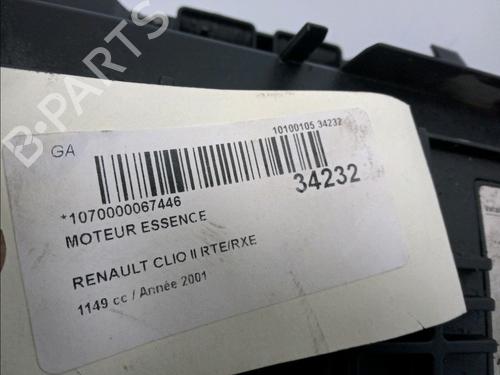 B-PARTS
GA
10100105 34232
*1070000067446
34232
MOTEUR ESSENCE
RENAULT CLIO II RTE/RXE
1149 cc / Année 2001